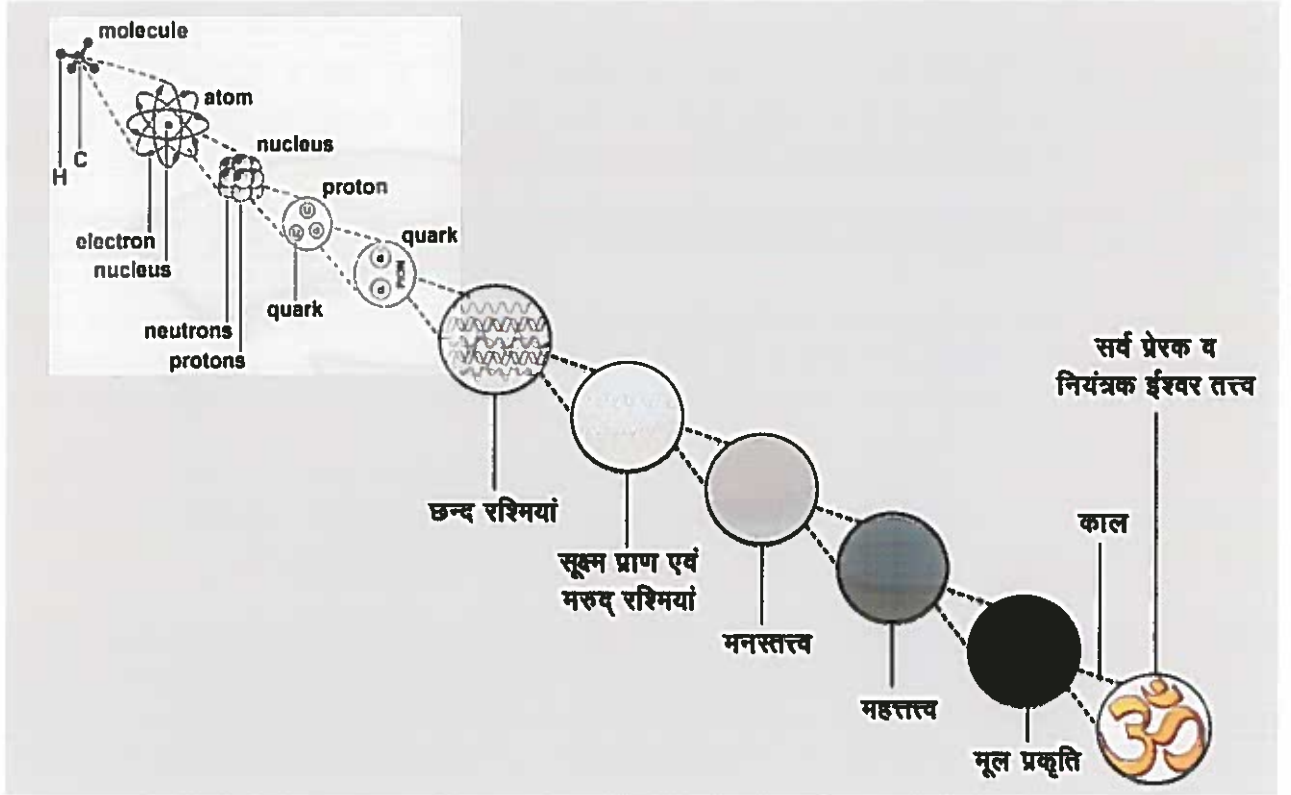 molecule
atom
nucleus
H
C
proton
electron
nucleus
quark
quark
u
u
d
d
d
neutrons
protons
सर्व प्रेरक व
नियंत्रक ईश्वर तत्त्व
छन्द रश्मियां
काल
सूक्ष्म प्राण एवं
मरुद् रश्मियां
मनस्तत्त्व
महत्तत्त्व
मूल प्रकृति
ॐ